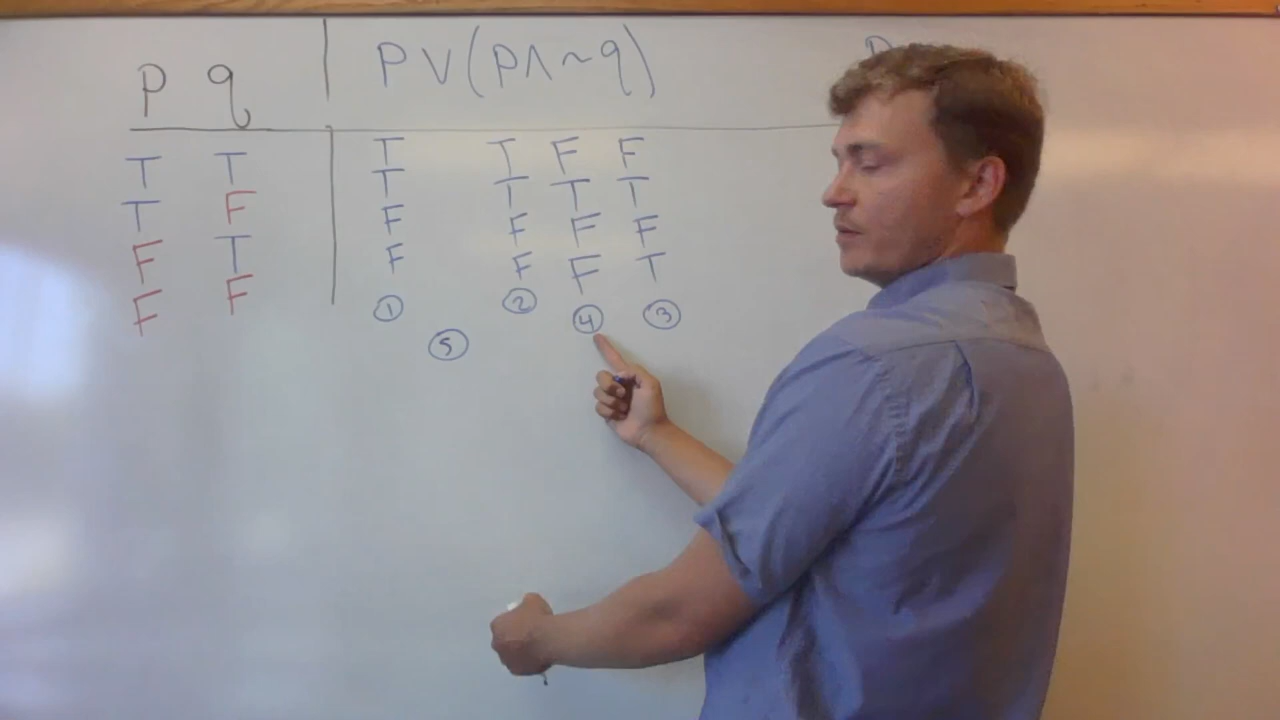 p q P V (P ∧ ~ q) P
T T T T F F
T F T T T T
F T F F F F
F F F F F T
① ② ④ ③
⑤